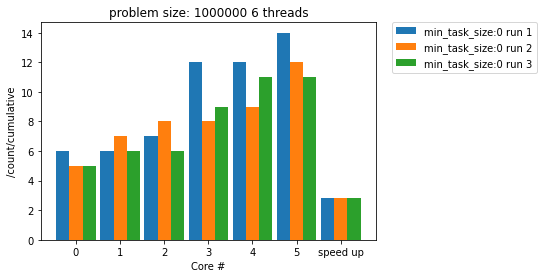 problem size: 1000000 6 threads
min_task_size:0 run 1
min_task_size:0 run 2
min_task_size:0 run 3
/count/cumulative
14
12
10
8
6
4
2
0
0 1 2 3 4 5 speed up
Core #